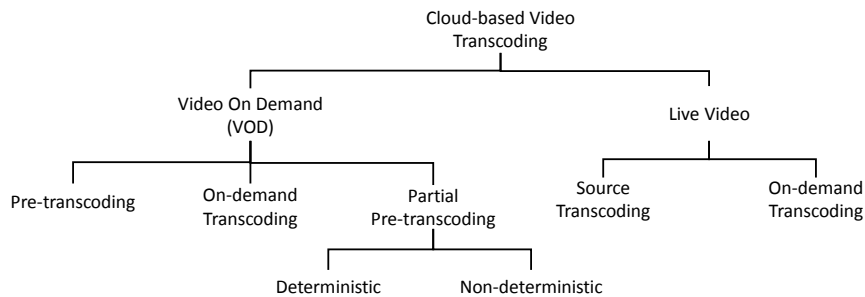 Cloud-based Video
Transcoding
Video On Demand
(VOD)
Live Video
Pre-transcoding
On-demand
Transcoding
Partial
Pre-transcoding
Source
Transcoding
On-demand
Transcoding
Deterministic
Non-deterministic